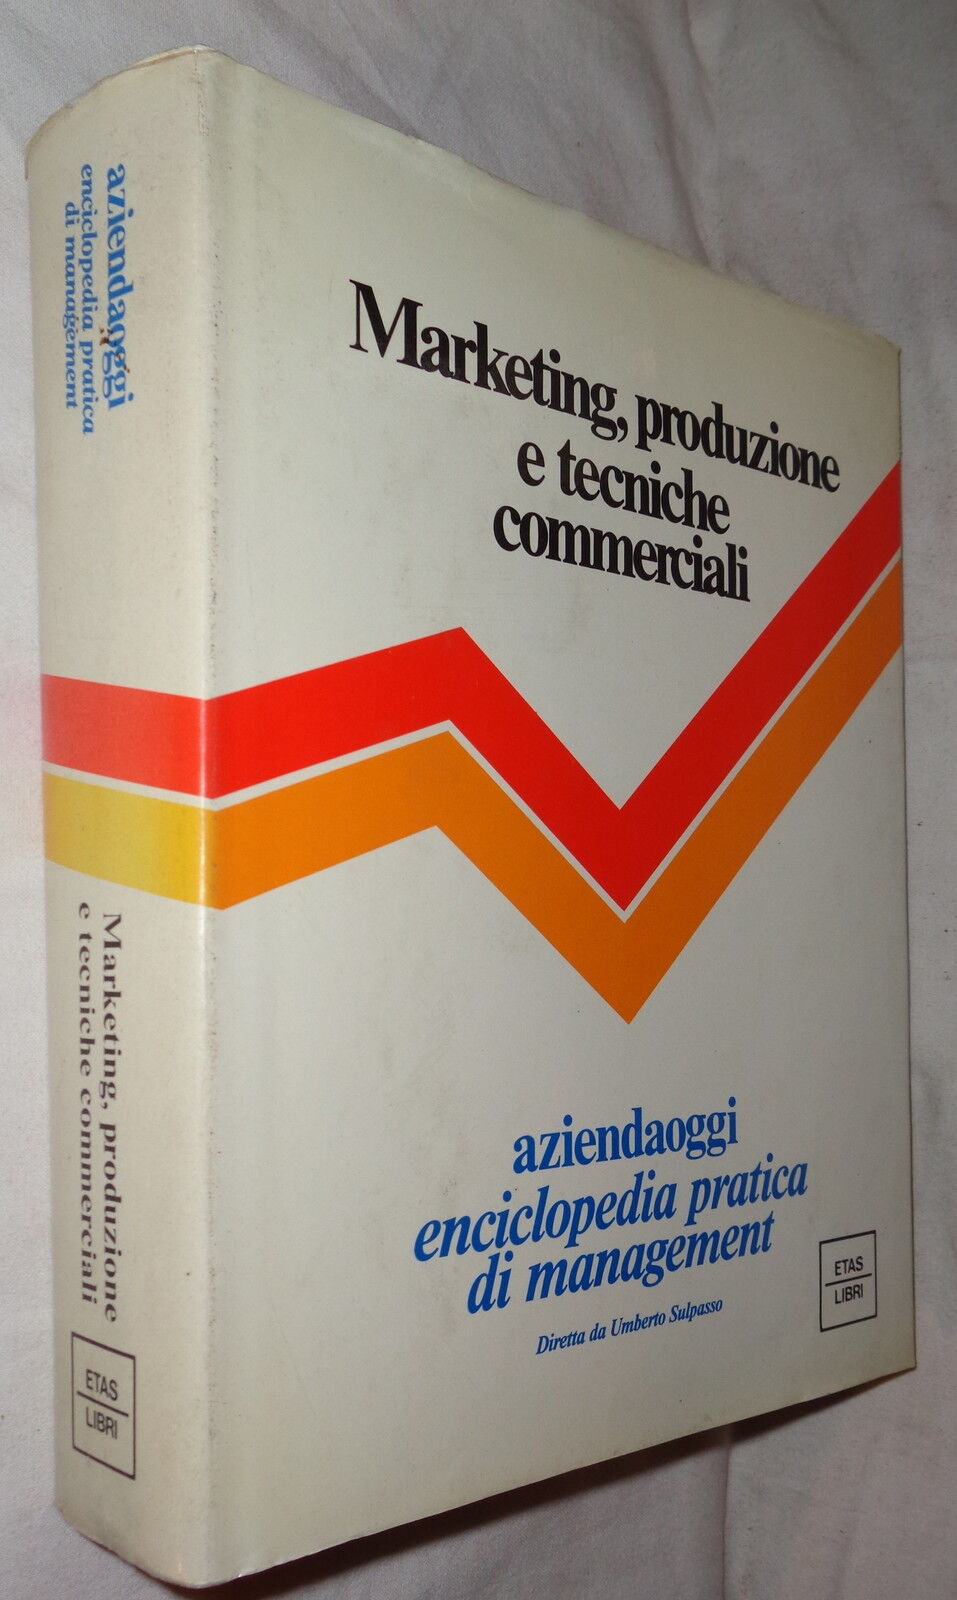 aziendaoggi
enciclopedia pratica
di management
Marketing, produzione
e tecniche commerciali
ETAS
LIBRI
Marketing, produzione
e tecniche
commerciali
aziendaoggi
enciclopedia pratica
di management
Diretta da Umberto Sulpasso
ETAS
LIBRI